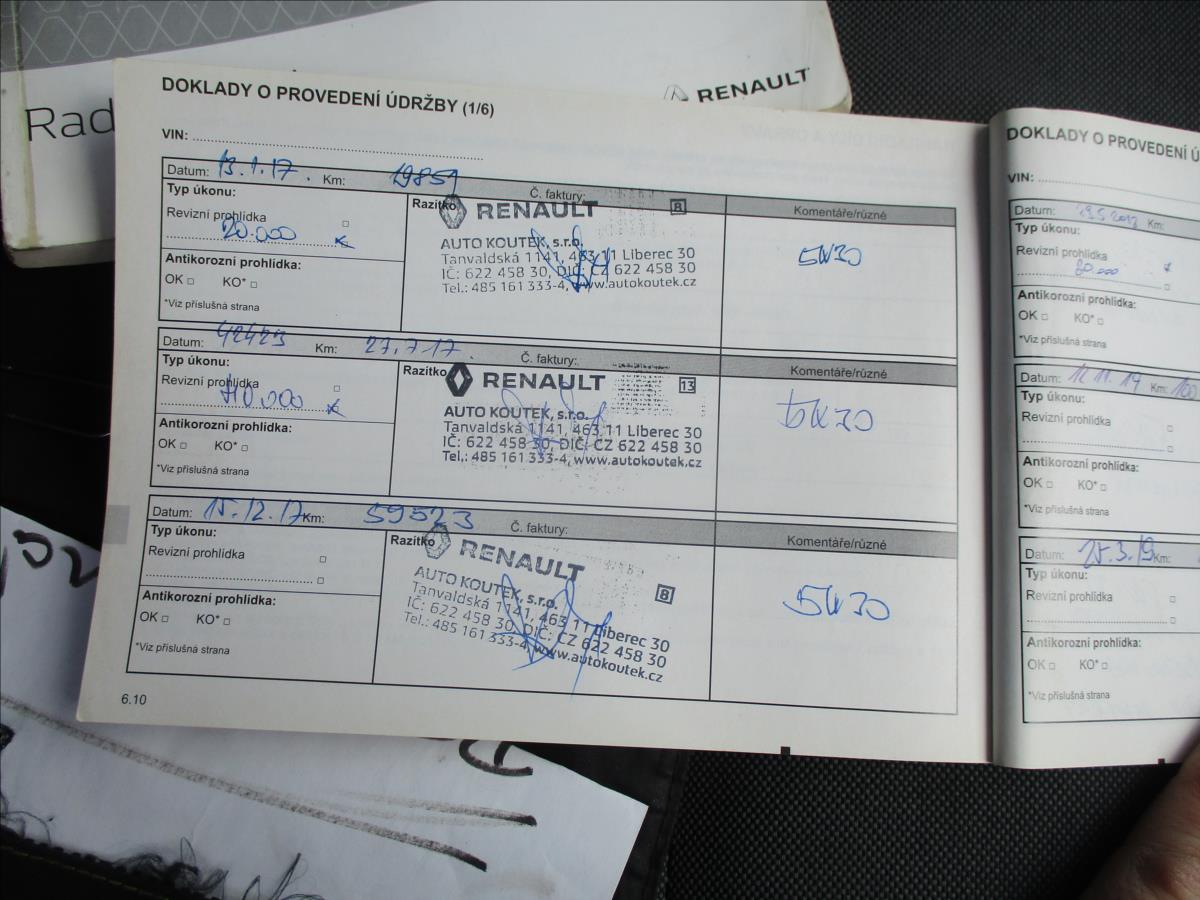 Rad
RENAULT
DOKLADY O PROVEDENÍ ÚDRŽBY (1/6)
VIN:
Datum: 13.1.17. Km: 19851 Č. faktury:
Typ úkonu:
Revizní prohlídka
20.000
Antikorozní prohlídka:
OK KO*
*Viz příslušná strana
Razítko
RENAULT 8
AUTO KOUTEK, s.r.o.
Tanvaldská 1141, 463 11 Liberec 30
IČ: 622 458 30, DIČ: CZ 622 458 30
Tel.: 485 161 333-4, www.autokoutek.cz
Komentáře/různé
5W30
Datum: 42423 Km: 27.7.17. Č. faktury:
Typ úkonu:
Revizní prohlídka
40.000
Antikorozní prohlídka:
OK KO*
*Viz příslušná strana
Razítko
RENAULT 13
AUTO KOUTEK, s.r.o.
Tanvaldská 1141, 463 11 Liberec 30
IČ: 622 458 30, DIČ: CZ 622 458 30
Tel.: 485 161 333-4, www.autokoutek.cz
Komentáře/různé
5W30
Datum: 15.12.17 Km: 59523 Č. faktury:
Typ úkonu:
Revizní prohlídka
Antikorozní prohlídka:
OK KO*
*Viz příslušná strana
Razítko
RENAULT 8
AUTO KOUTEK, s.r.o.
Tanvaldská 1141, 463 11 Liberec 30
IČ: 622 458 30, DIČ: CZ 622 458 30
Tel.: 485 161 333-4, www.autokoutek.cz
Komentáře/různé
5W30
6.10
DOKLADY O PROVEDENÍ Ú
VIN:
Datum: Km:
Typ úkonu:
Revizní prohlídka
80.000
Antikorozní prohlídka:
OK KO*
*Viz příslušná strana
Datum: Km: 100
Typ úkonu:
Revizní prohlídka
Antikorozní prohlídka:
OK KO*
*Viz příslušná strana
Datum: Km:
Typ úkonu:
Revizní prohlídka
Antikorozní prohlídka:
OK KO*
*Viz příslušná strana